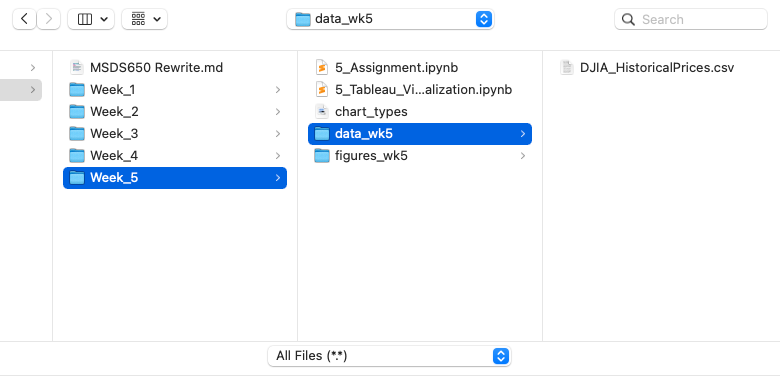 data_wk5
Search
MSDS650 Rewrite.md
Week_1
Week_2
Week_3
Week_4
Week_5
5_Assignment.ipynb
5_Tableau_Vi...alization.ipynb
chart_types
data_wk5
figures_wk5
DJIA_HistoricalPrices.csv
All Files (*.*)